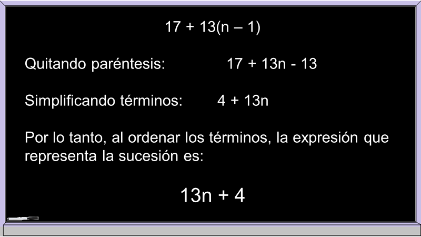 17 + 13(n – 1)
Quitando paréntesis: 17 + 13n - 13
Simplificando términos: 4 + 13n
Por lo tanto, al ordenar los términos, la expresión que
representa la sucesión es:
13n + 4